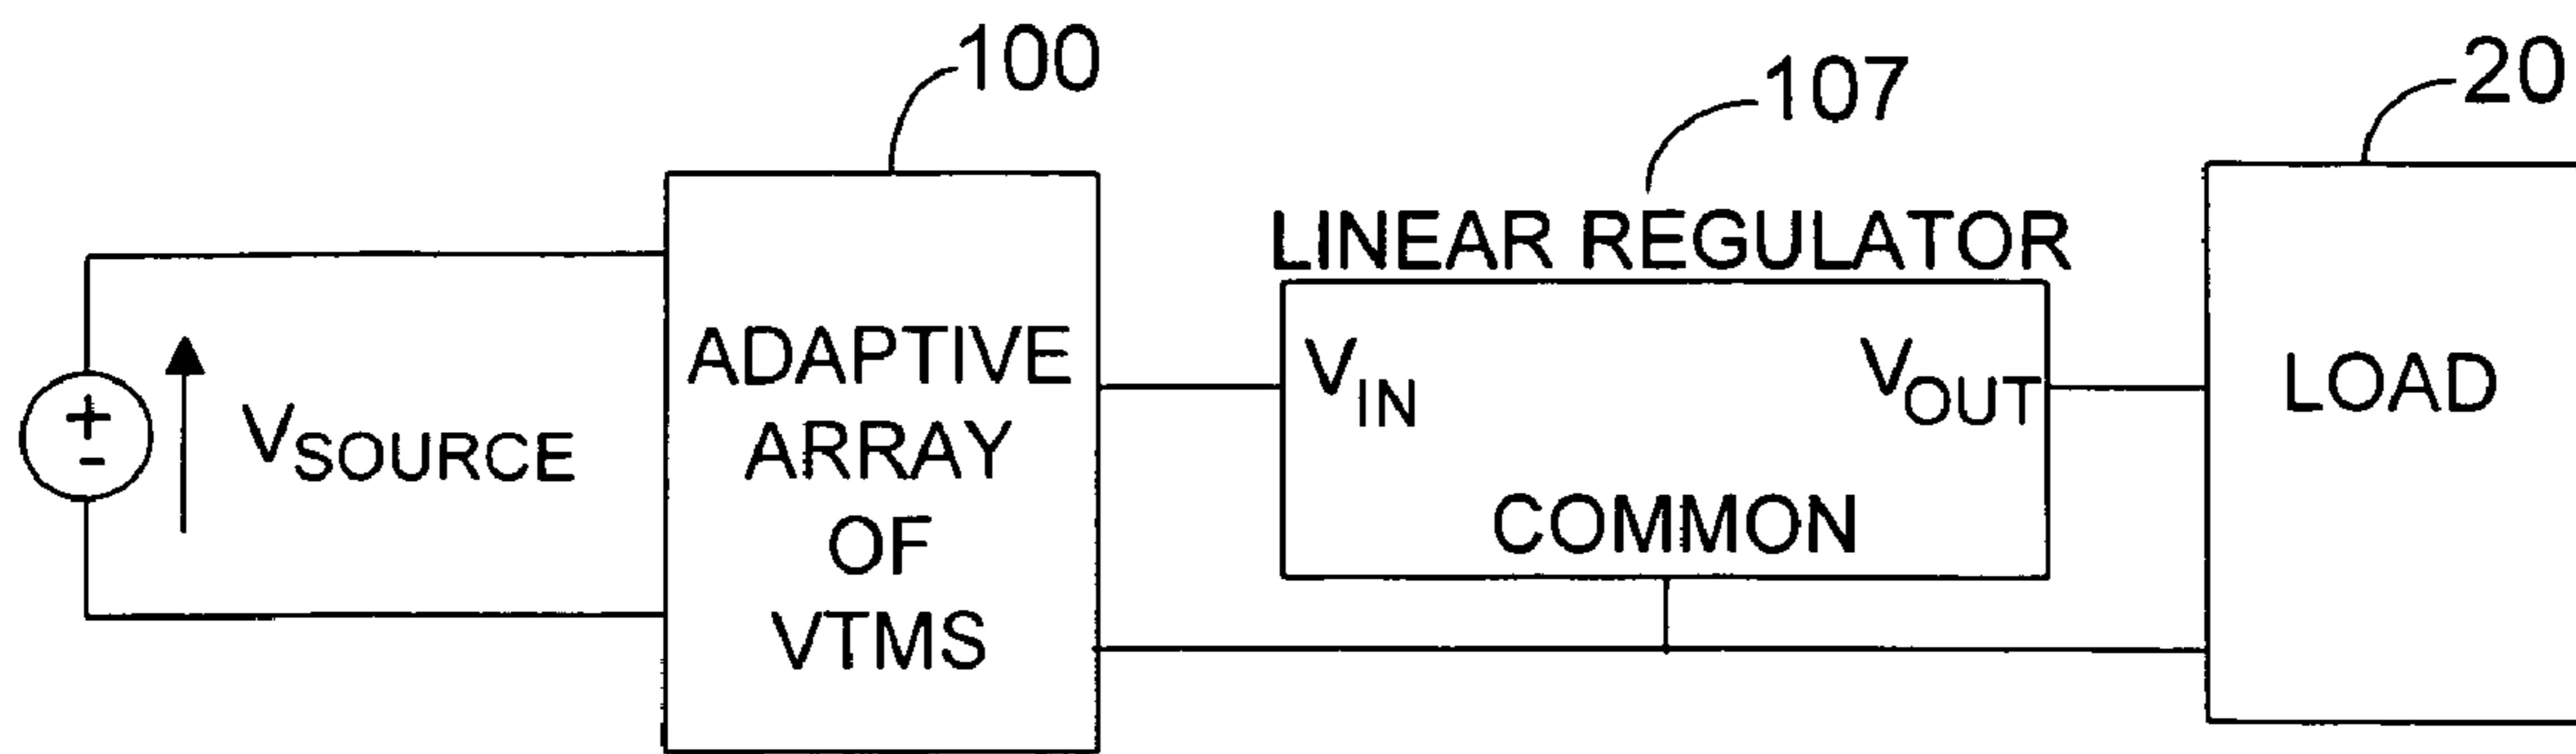 100
107
20
LINEAR REGULATOR
ADAPTIVE
ARRAY
OF
VTMS
VIN
VOUT
COMMON
LOAD
+
-
VSOURCE